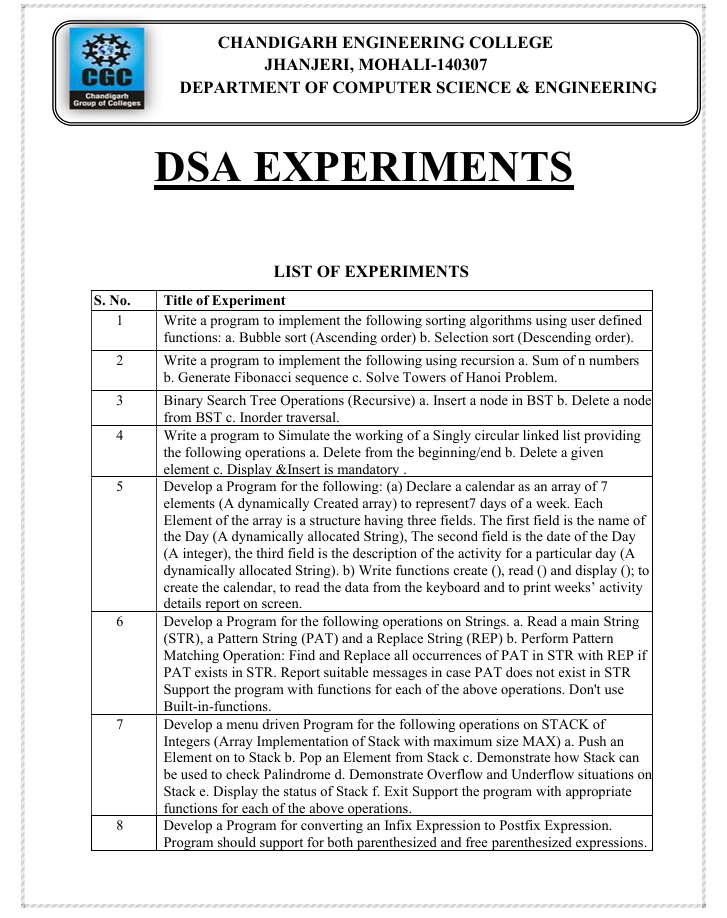 CHANDIGARH ENGINEERING COLLEGE
JHANJERI, MOHALI-140307
DEPARTMENT OF COMPUTER SCIENCE & ENGINEERING
CGC
Chandigarh
Group of Colleges
DSA EXPERIMENTS
LIST OF EXPERIMENTS
S. No. Title of Experiment
1 Write a program to implement the following sorting algorithms using user defined
functions: a. Bubble sort (Ascending order) b. Selection sort (Descending order).
2 Write a program to implement the following using recursion a. Sum of n numbers
b. Generate Fibonacci sequence c. Solve Towers of Hanoi Problem.
3 Binary Search Tree Operations (Recursive) a. Insert a node in BST b. Delete a node
from BST c. Inorder traversal.
4 Write a program to Simulate the working of a Singly circular linked list providing
the following operations a. Delete from the beginning/end b. Delete a given
element c. Display &Insert is mandatory .
5 Develop a Program for the following: (a) Declare a calendar as an array of 7
elements (A dynamically Created array) to represent7 days of a week. Each
Element of the array is a structure having three fields. The first field is the name of
the Day (A dynamically allocated String), The second field is the date of the Day
(A integer), the third field is the description of the activity for a particular day (A
dynamically allocated String). b) Write functions create (), read () and display (); to
create the calendar, to read the data from the keyboard and to print weeks’ activity
details report on screen.
6 Develop a Program for the following operations on Strings. a. Read a main String
(STR), a Pattern String (PAT) and a Replace String (REP) b. Perform Pattern
Matching Operation: Find and Replace all occurrences of PAT in STR with REP if
PAT exists in STR. Report suitable messages in case PAT does not exist in STR
Support the program with functions for each of the above operations. Don't use
Built-in-functions.
7 Develop a menu driven Program for the following operations on STACK of
Integers (Array Implementation of Stack with maximum size MAX) a. Push an
Element on to Stack b. Pop an Element from Stack c. Demonstrate how Stack can
be used to check Palindrome d. Demonstrate Overflow and Underflow situations on
Stack e. Display the status of Stack f. Exit Support the program with appropriate
functions for each of the above operations.
8 Develop a Program for converting an Infix Expression to Postfix Expression.
Program should support for both parenthesized and free parenthesized expressions.